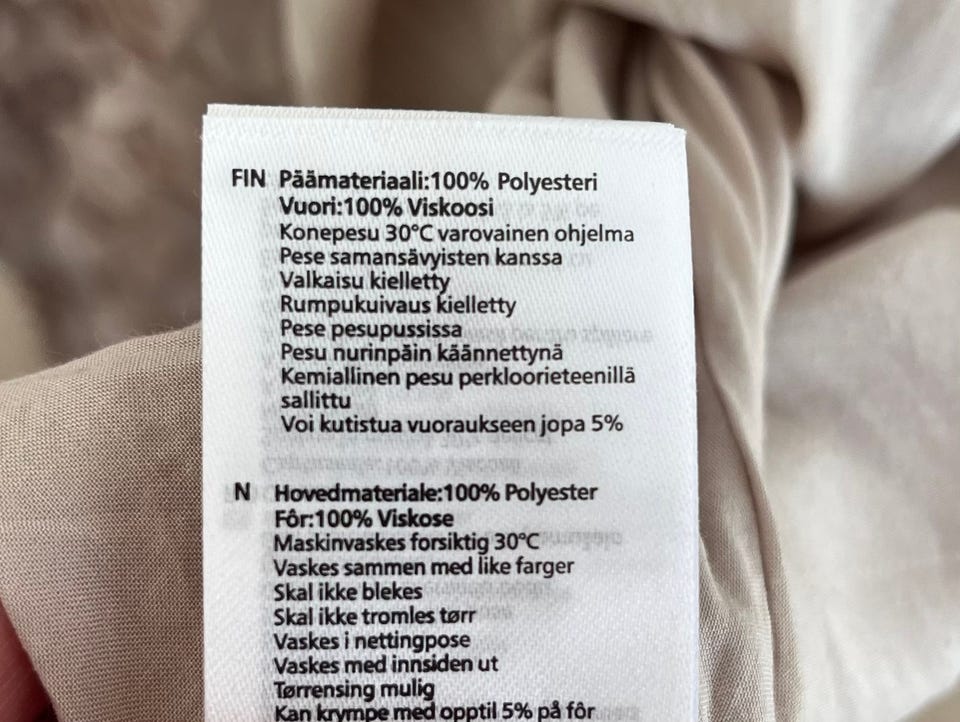 FIN Päämateriaali:100% Polyesteri
Vuori:100% Viskoosi
Konepesu 30°C varovainen ohjelma
Pese samansävyisten kanssa
Valkaisu kielletty
Rumpukuivaus kielletty
Pese pesupussissa
Pesu nurinpäin käännettynä
Kemiallinen pesu perkloorieteenillä
sallittu
Voi kutistua vuoraukseen jopa 5%
N Hovedmateriale:100% Polyester
Fôr:100% Viskose
Maskinvaskes forsiktig 30°C
Vaskes sammen med like farger
Skal ikke blekes
Skal ikke tromles tørr
Vaskes i nettingpose
Vaskes med innsiden ut
Tørrensing mulig
Kan krympe med opptil 5% på fôr